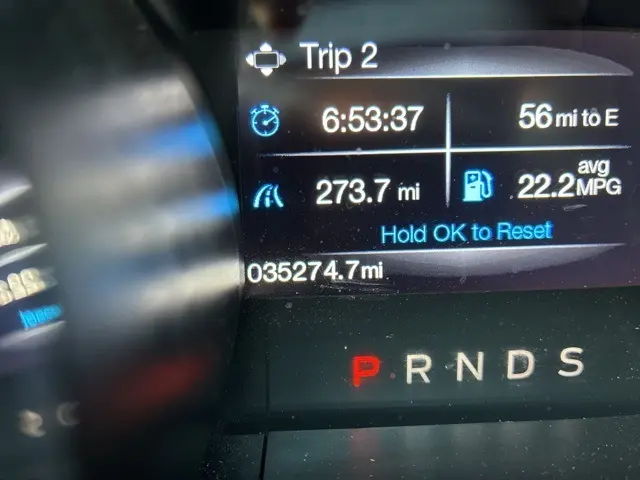 Trip 2
6:53:37 56 mi to E
273.7 mi 22.2 avg MPG
Hold OK to Reset
035274.7mi
P R N D S